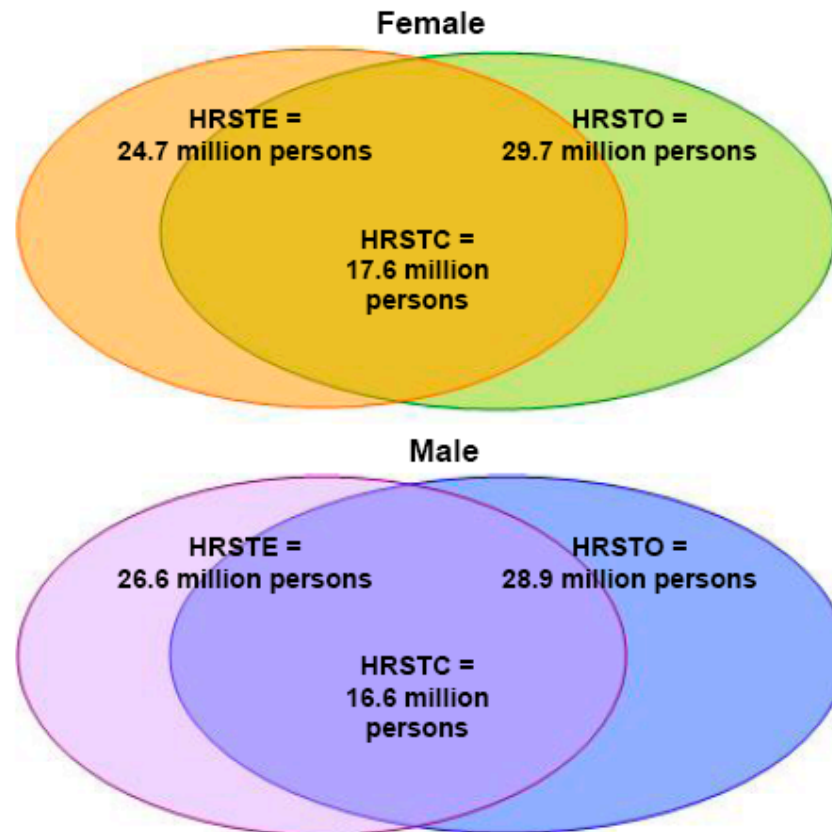 Female
HRSTE =
24.7 million persons
HRSTO =
29.7 million persons
HRSTC =
17.6 million
persons
Male
HRSTE =
26.6 million persons
HRSTO =
28.9 million persons
HRSTC =
16.6 million
persons